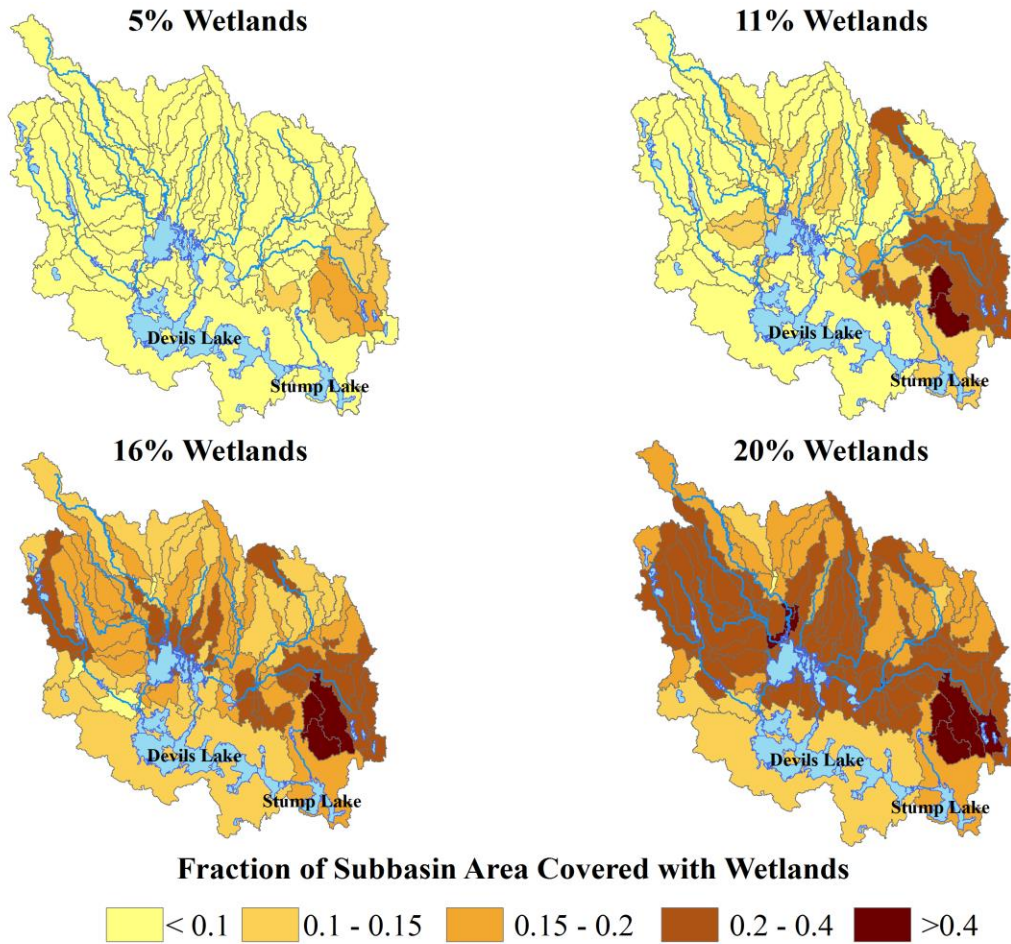 5% Wetlands
11% Wetlands
Devils Lake
Stump Lake
Devils Lake
Stump Lake
16% Wetlands
20% Wetlands
Devils Lake
Stump Lake
Devils Lake
Stump Lake
Fraction of Subbasin Area Covered with Wetlands
< 0.1
0.1 - 0.15
0.15 - 0.2
0.2 - 0.4
>0.4